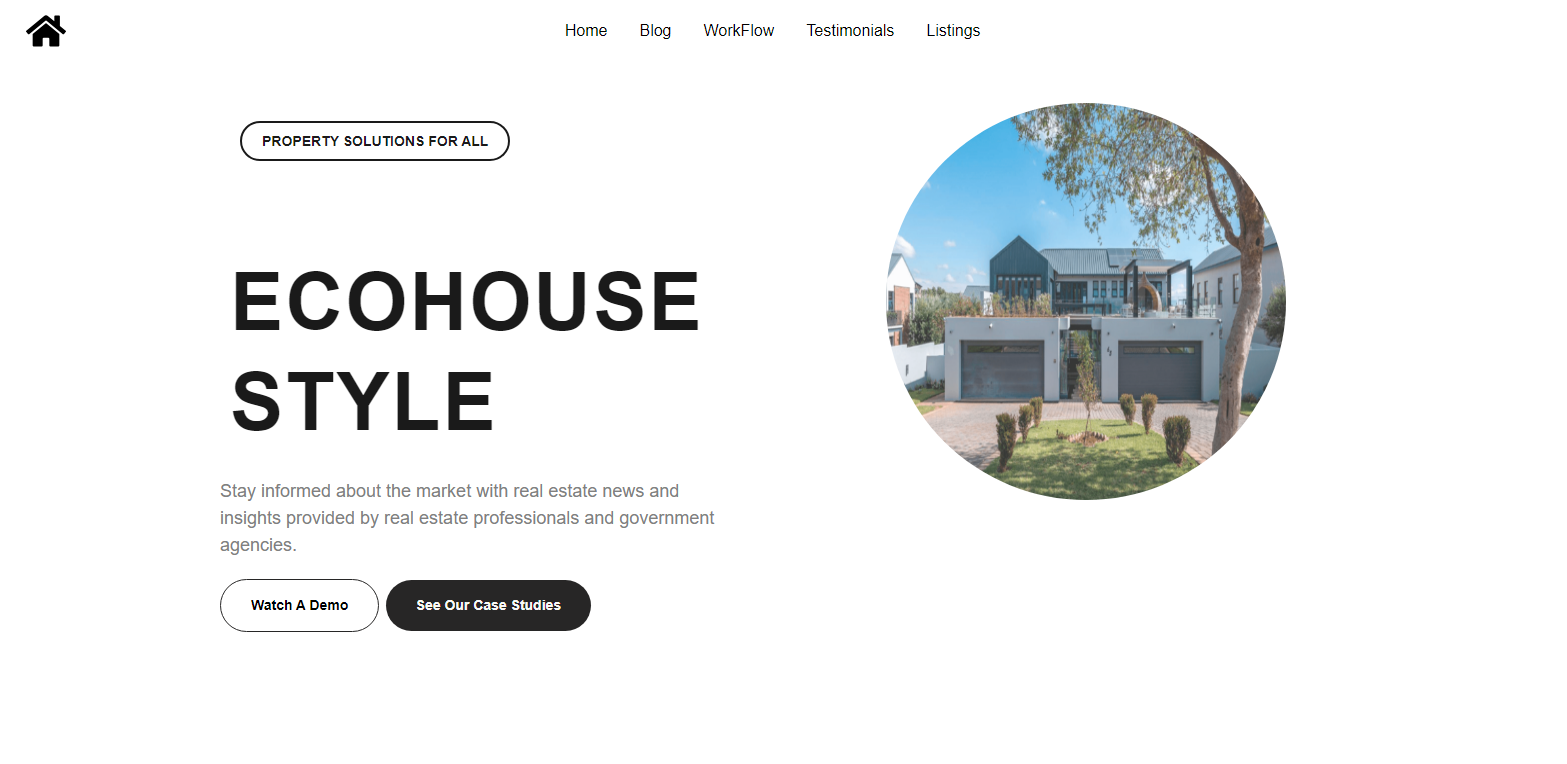 Home Blog WorkFlow Testimonials Listings
PROPERTY SOLUTIONS FOR ALL
ECOHOUSE
STYLE
Stay informed about the market with real estate news and
insights provided by real estate professionals and government
agencies.
Watch A Demo See Our Case Studies